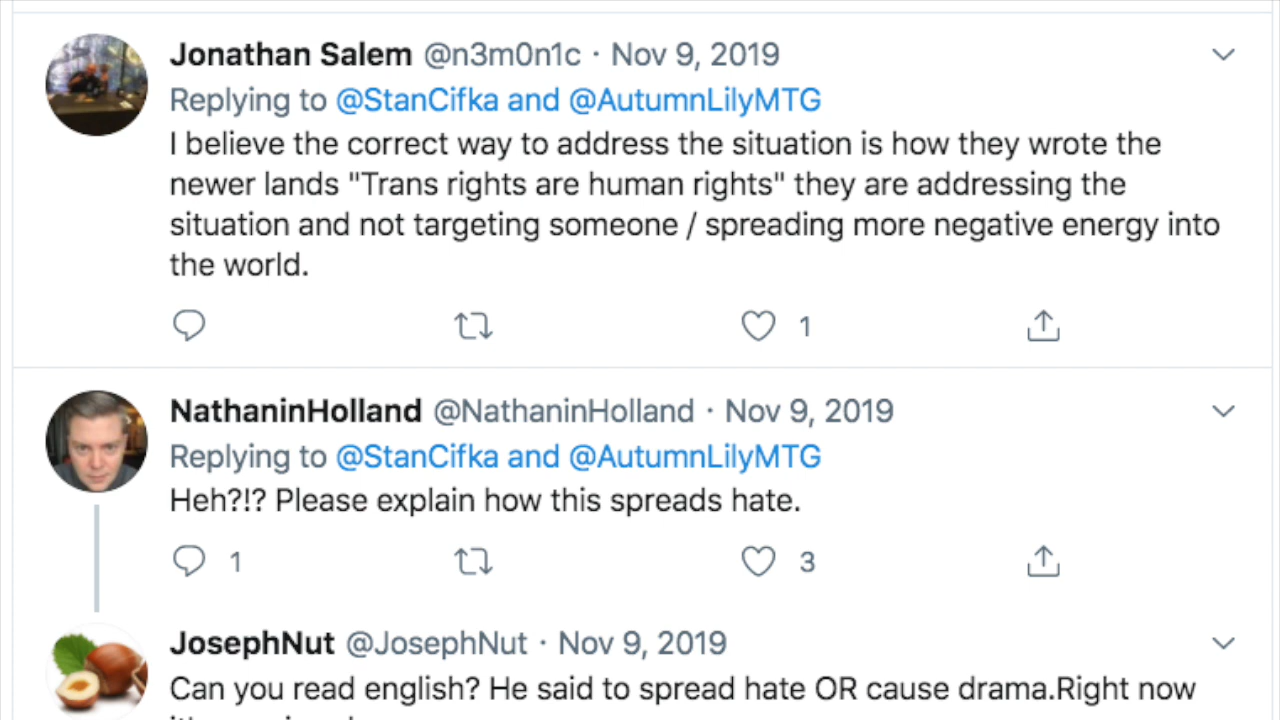 Jonathan Salem @n3m0n1c · Nov 9, 2019
Replying to @StanCifka and @AutumnLilyMTG
I believe the correct way to address the situation is how they wrote the
newer lands "Trans rights are human rights" they are addressing the
situation and not targeting someone / spreading more negative energy into
the world.
1
NathaninHolland @NathaninHolland · Nov 9, 2019
Replying to @StanCifka and @AutumnLilyMTG
Heh?!? Please explain how this spreads hate.
1 3
JosephNut @JosephNut · Nov 9, 2019
Can you read english? He said to spread hate OR cause drama.Right now